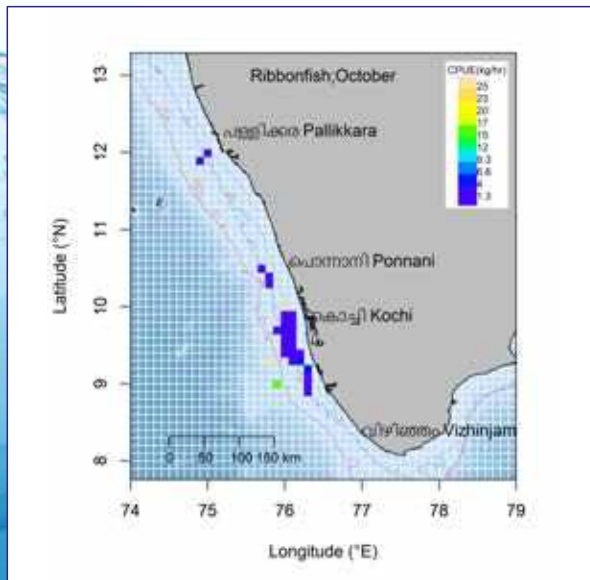 Ribbonfish;October
CPUE(kg/hr)
25
23
20
17
15
12
9.3
6.6
4
1.3
പള്ളിക്കര Pallikkara
പൊന്നാനി Ponnani
കൊച്ചി Kochi
വിഴിഞ്ഞം Vizhinjam
13
12
11
10
9
8
Latitude (°N)
0 50 100 150 km
74 75 76 77 78 79
Longitude (°E)